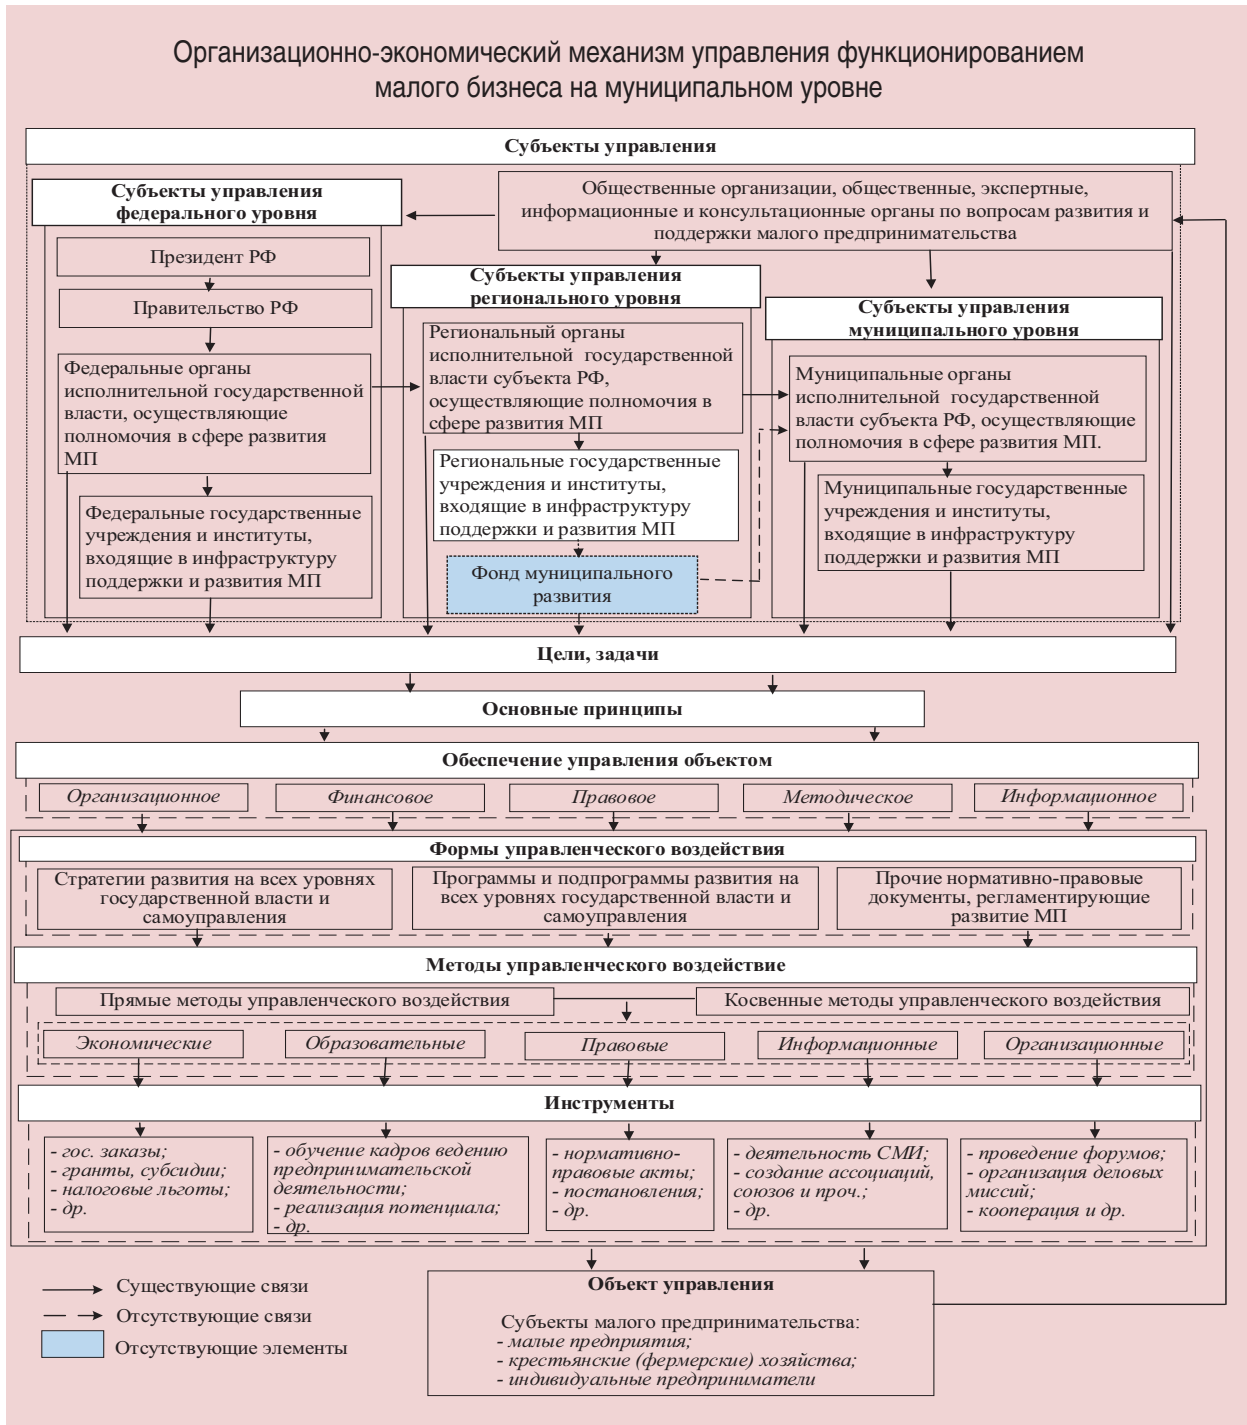 Организационно-экономический механизм управления функционированием
малого бизнеса на муниципальном уровне
Субъекты управления
Субъекты управления
федерального уровня
Президент РФ
Правительство РФ
Федеральные органы
исполнительной государственной
власти, осуществляющие
полномочия в сфере развития
МП
Федеральные государственные
учреждения и институты,
входящие в инфраструктуру
поддержки и развития МП
Общественные организации, общественные, экспертные,
информационные и консультационные органы по вопросам развития и
поддержки малого предпринимательства
Субъекты управления
регионального уровня
Региональный органы
исполнительной государственной
власти субъекта РФ,
осуществляющие полномочия в
сфере развития МП
Региональные государственные
учреждения и институты,
входящие в инфраструктуру
поддержки и развития МП
Фонд муниципального
развития
Субъекты управления
муниципального уровня
Муниципальные органы
исполнительной государственной
власти субъекта РФ, осуществляющие
полномочия в сфере развития МП.
Муниципальные государственные
учреждения и институты,
входящие в инфраструктуру
поддержки и развития МП
Цели, задачи
Основные принципы
Обеспечение управления объектом
Организационное
Финансовое
Правовое
Методическое
Информационное
Формы управленческого воздействия
Стратегии развития на всех уровнях
государственной власти и
самоуправления
Программы и подпрограммы развития на
всех уровнях государственной власти и
самоуправления
Прочие нормативно-правовые
документы, регламентирующие
развитие МП
Методы управленческого воздействие
Прямые методы управленческого воздействия
Косвенные методы управленческого воздействия
Экономические
Образовательные
Правовые
Информационные
Организационные
Инструменты
- гос. заказы;
- гранты, субсидии;
- налоговые льготы;
- др.
- обучение кадров ведению
предпринимательской
деятельности;
- реализация потенциала;
- др.
- нормативно-
правовые акты;
- постановления;
- др.
- деятельность СМИ;
- создание ассоциаций,
союзов и проч.;
- др.
- проведение форумов;
- организация деловых
миссий;
- кооперация и др.
Существующие связи
Отсутствующие связи
Отсутствующие элементы
Объект управления
Субъекты малого предпринимательства:
- малые предприятия;
- крестьянские (фермерские) хозяйства;
- индивидуальные предприниматели